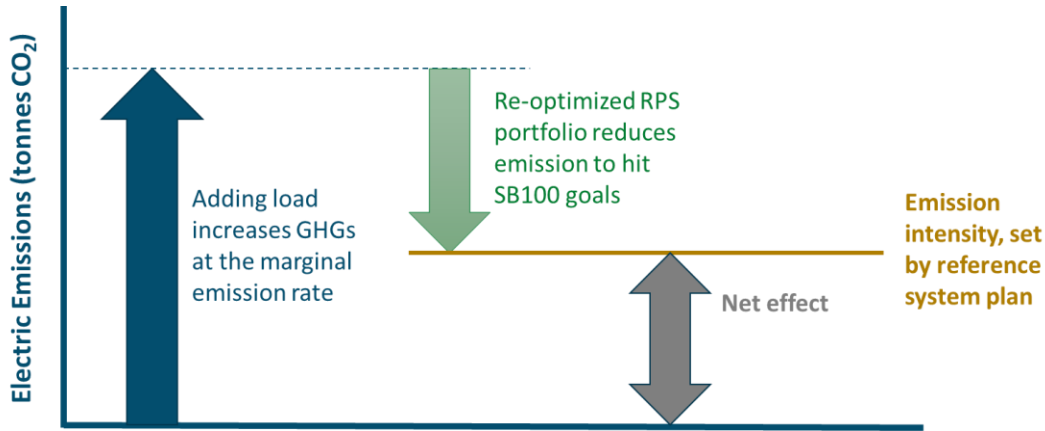 Electric Emissions (tonnes CO₂)
Adding load
increases GHGs
at the marginal
emission rate
Re-optimized RPS
portfolio reduces
emission to hit
SB100 goals
Net effect
Emission
intensity, set
by reference
system plan